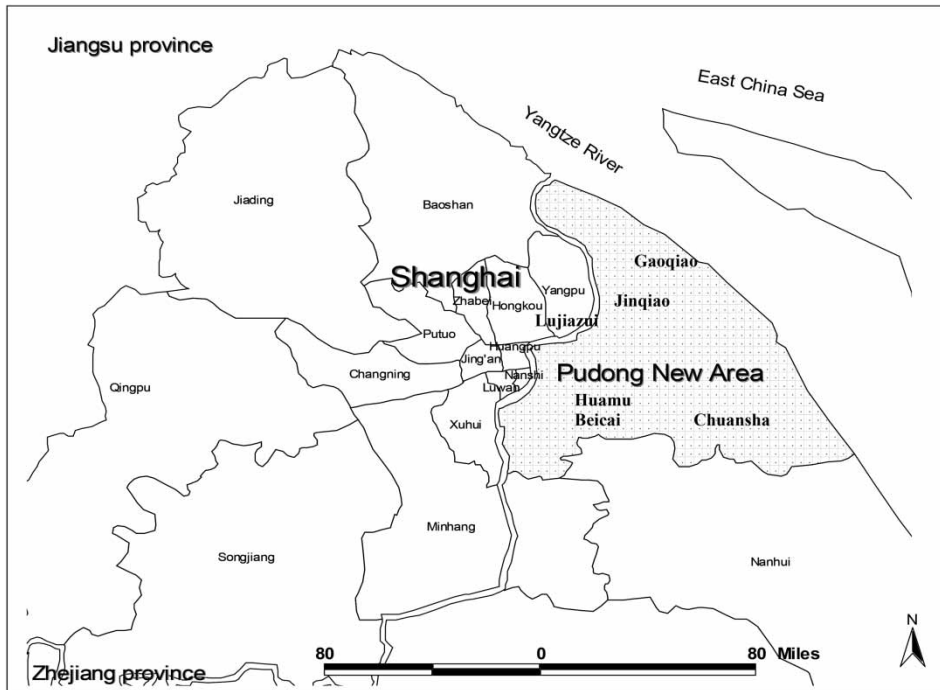 Jiangsu province
East China Sea
Yangtze River
Jiading
Baoshan
Gaoqiao
Shanghai
Zhabei
Hongkou
Yangpu
Jinqiao
Lujiazui
Putuo
Huangpu
Jing'an
Changning
Nanshi
Pudong New Area
Qingpu
Luwan
Huamu
Beicai
Chuansha
Xuhui
Minhang
Songjiang
Nanhui
N
80 0 80 Miles
Zhejiang province